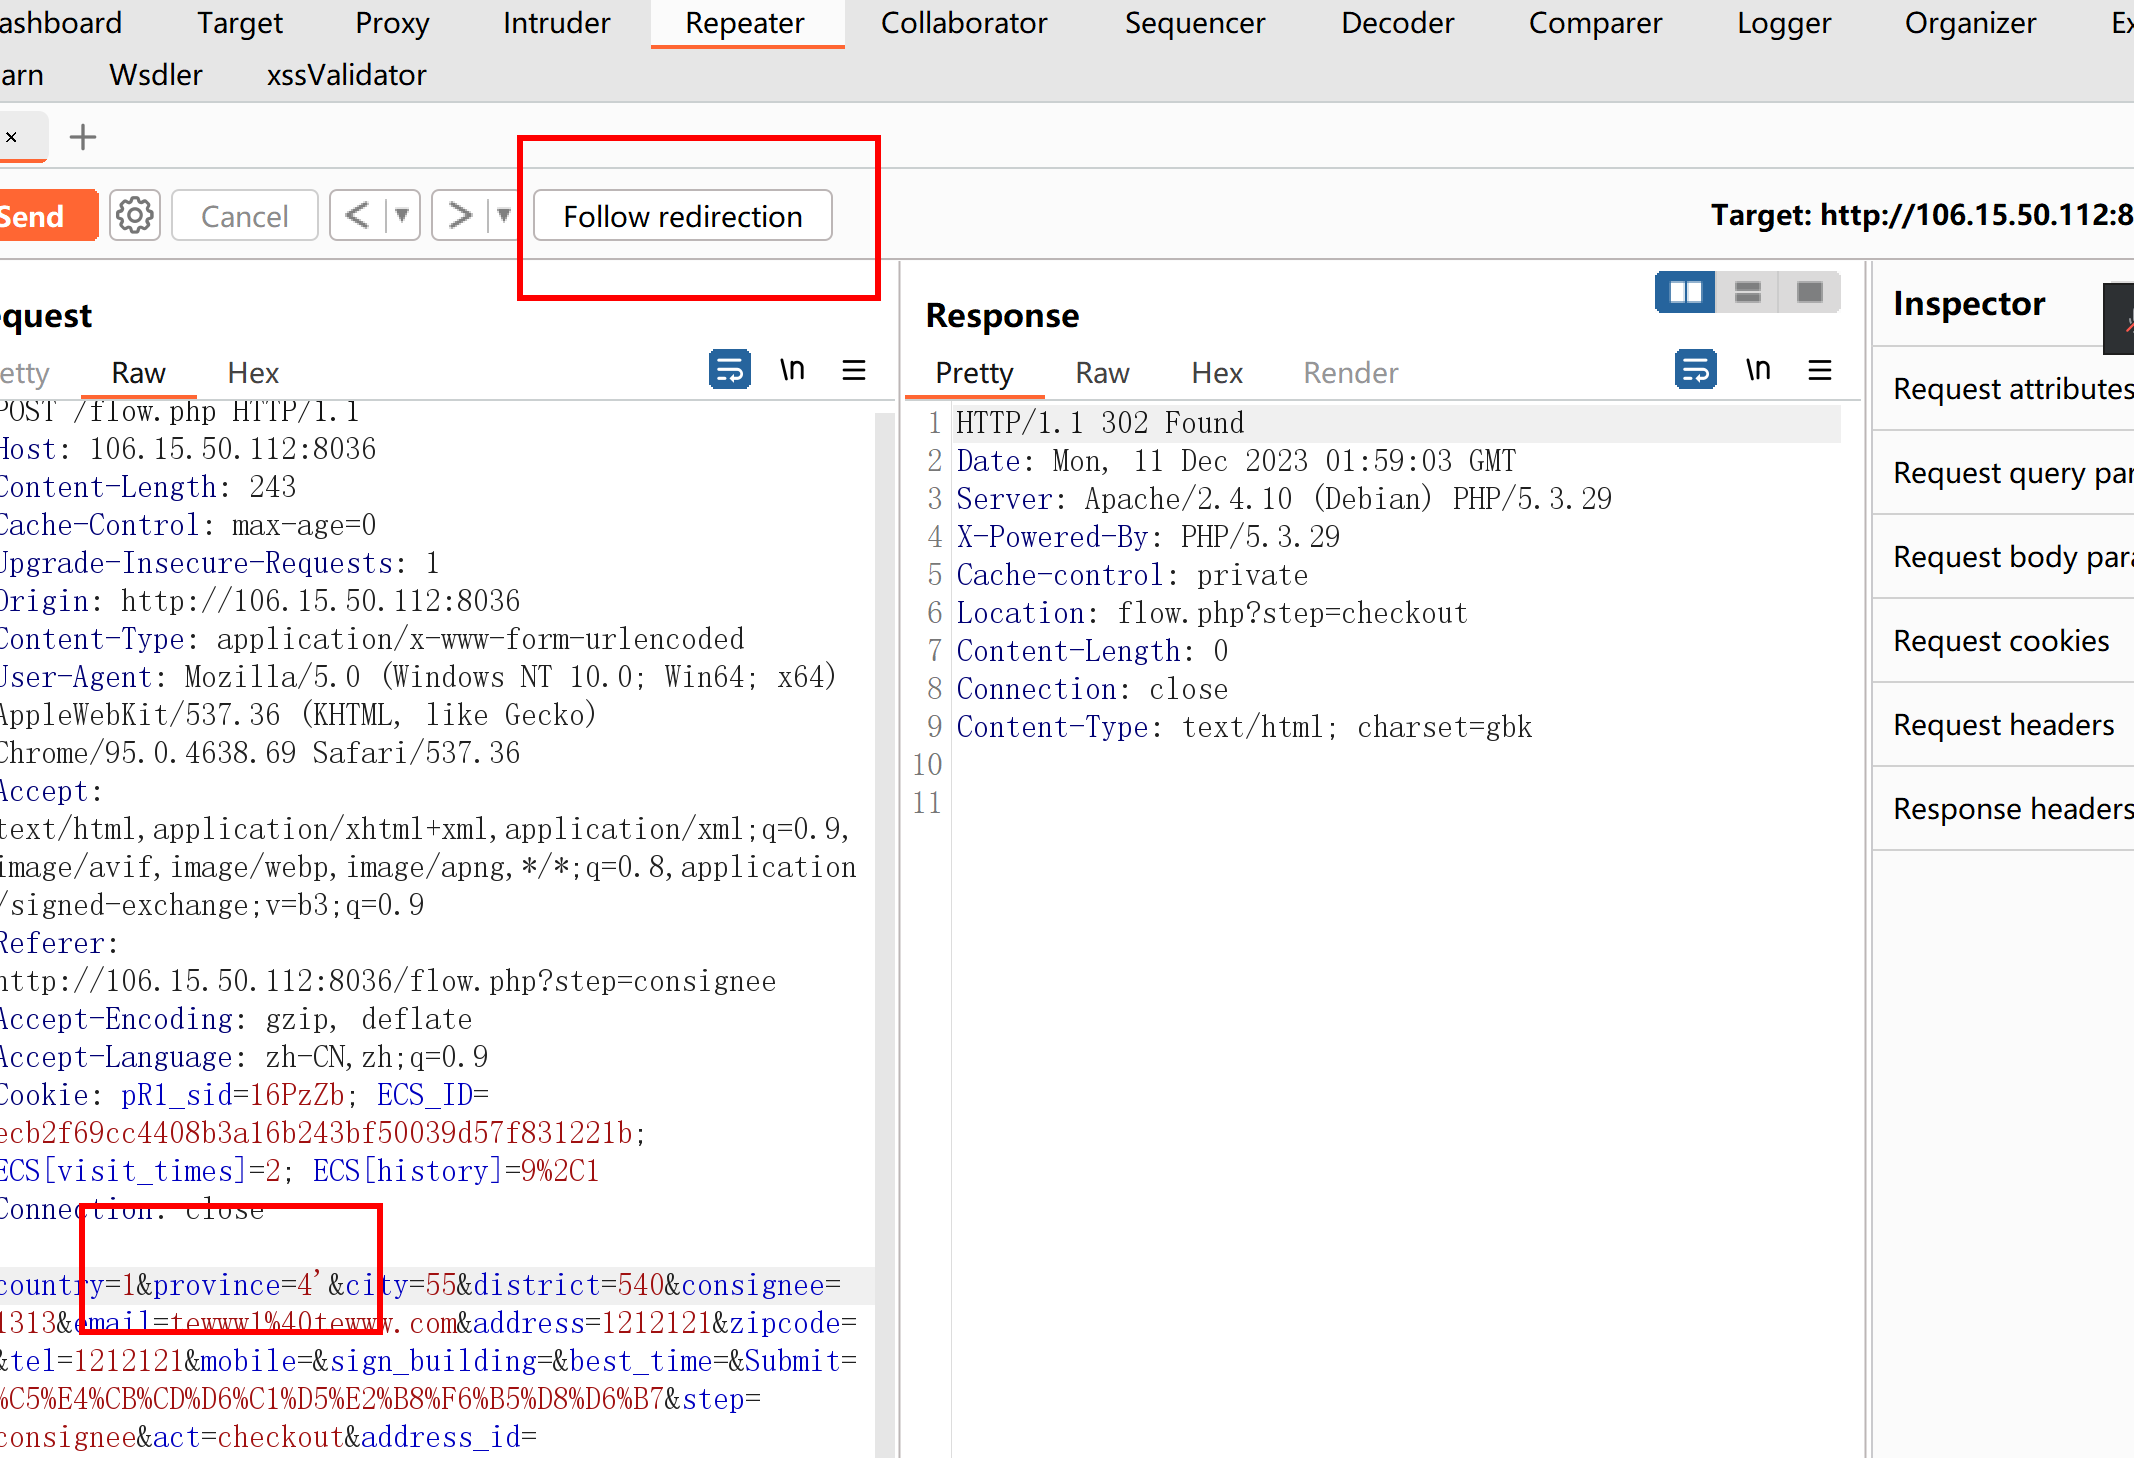 ashboard Target Proxy Intruder Repeater Collaborator Sequencer Decoder Comparer Logger Organizer Ex
arn Wsdler xssValidator
× +
Send Cancel < > Follow redirection Target: http://106.15.50.112:8
quest
etty Raw Hex \n
POST /flow.php HTTP/1.1
Host: 106.15.50.112:8036
Content-Length: 243
Cache-Control: max-age=0
Upgrade-Insecure-Requests: 1
Origin: http://106.15.50.112:8036
Content-Type: application/x-www-form-urlencoded
User-Agent: Mozilla/5.0 (Windows NT 10.0; Win64; x64)
AppleWebKit/537.36 (KHTML, like Gecko)
Chrome/95.0.4638.69 Safari/537.36
Accept:
text/html,application/xhtml+xml,application/xml;q=0.9,
image/avif,image/webp,image/apng,*/*;q=0.8,application
/signed-exchange;v=b3;q=0.9
Referer:
http://106.15.50.112:8036/flow.php?step=consignee
Accept-Encoding: gzip, deflate
Accept-Language: zh-CN,zh;q=0.9
Cookie: pR1_sid=16PzZb; ECS_ID=
ecb2f69cc4408b3a16b243bf50039d57f831221b;
ECS[visit_times]=2; ECS[history]=9%2C1
Connection: close
country=1&province=4'&city=55&district=540&consignee=
1313&email=tewww1%40tewww.com&address=1212121&zipcode=
&tel=1212121&mobile=&sign_building=&best_time=&Submit=
%C5%E4%CB%CD%D6%C1%D5%E2%B8%F6%B5%D8%D6%B7&step=
consignee&act=checkout&address_id=
Response
Pretty Raw Hex Render \n
1 HTTP/1.1 302 Found
2 Date: Mon, 11 Dec 2023 01:59:03 GMT
3 Server: Apache/2.4.10 (Debian) PHP/5.3.29
4 X-Powered-By: PHP/5.3.29
5 Cache-control: private
6 Location: flow.php?step=checkout
7 Content-Length: 0
8 Connection: close
9 Content-Type: text/html; charset=gbk
10
11
Inspector
Request attributes
Request query par
Request body para
Request cookies
Request headers
Response headers